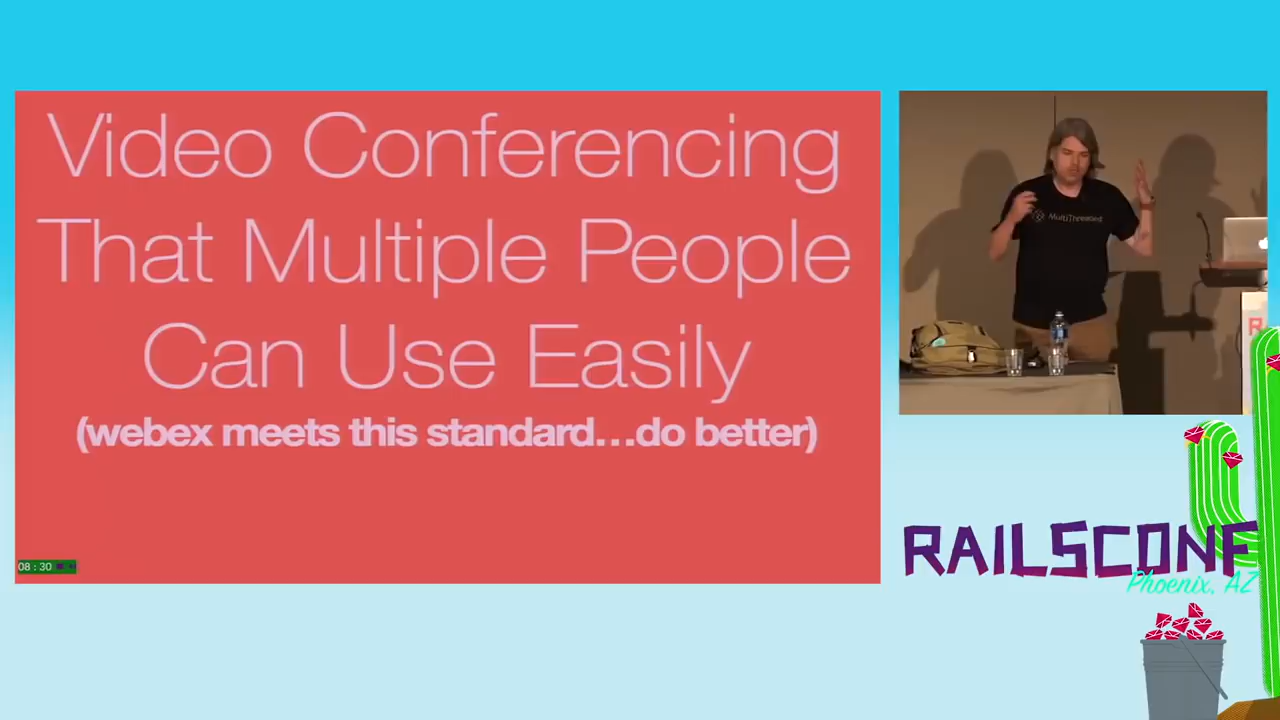 Video Conferencing
That Multiple People
Can Use Easily
(webex meets this standard...do better)
08 : 30
MultiThreaded
R
RAILSCONF
Phoenix, AZ